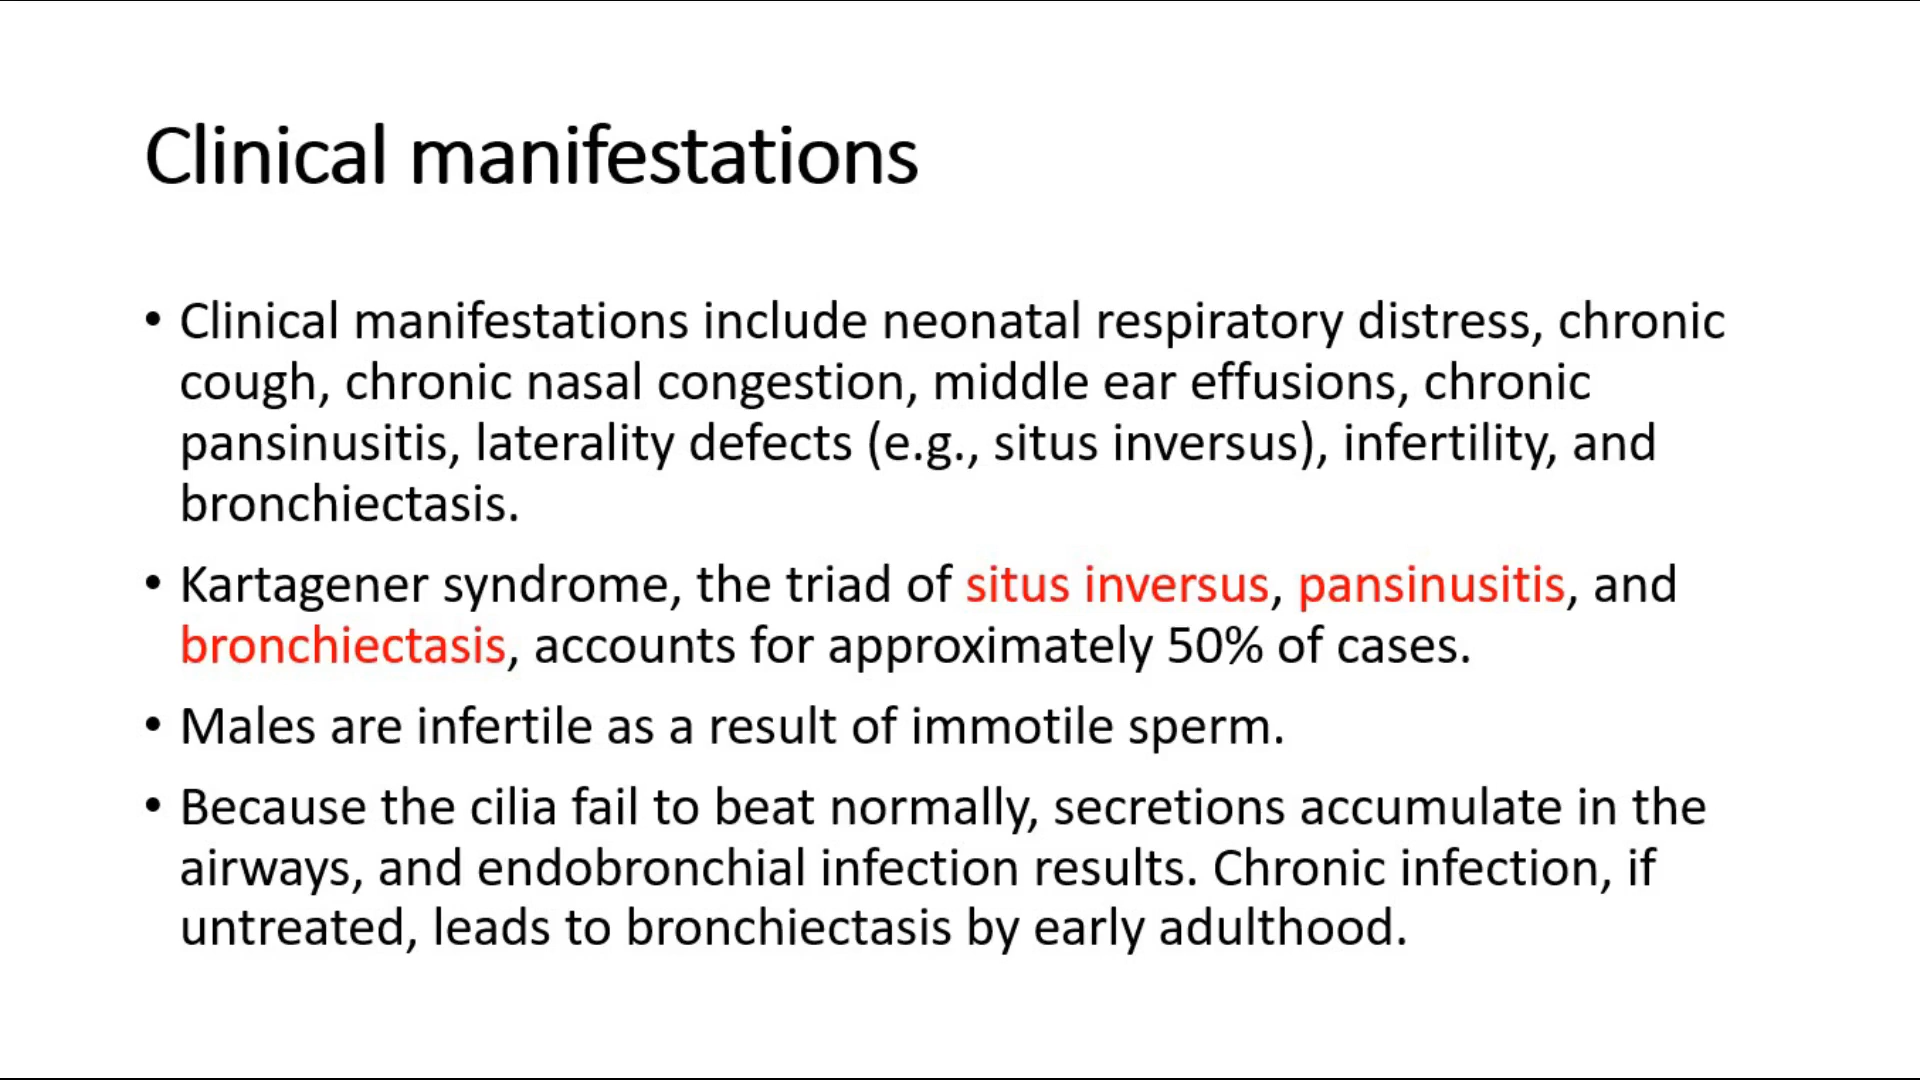 Clinical manifestations
• Clinical manifestations include neonatal respiratory distress, chronic
cough, chronic nasal congestion, middle ear effusions, chronic
pansinusitis, laterality defects (e.g., situs inversus), infertility, and
bronchiectasis.
• Kartagener syndrome, the triad of situs inversus, pansinusitis, and
bronchiectasis, accounts for approximately 50% of cases.
• Males are infertile as a result of immotile sperm.
• Because the cilia fail to beat normally, secretions accumulate in the
airways, and endobronchial infection results. Chronic infection, if
untreated, leads to bronchiectasis by early adulthood.